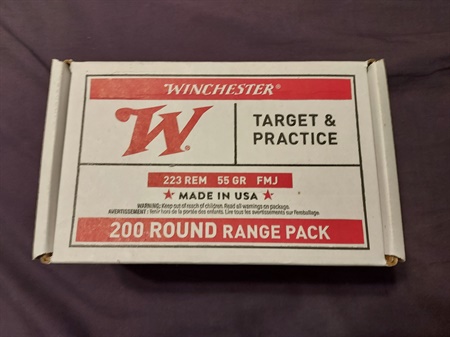 WINCHESTER®
W
TARGET &
PRACTICE
223 REM 55 GR FMJ
★ MADE IN USA ★
WARNING: Keep out of reach of children. Read all warnings on package.
AVERTISSEMENT: Tenir hors de la portée des enfants. Lire tous les avertissements sur l'emballage.
200 ROUND RANGE PACK